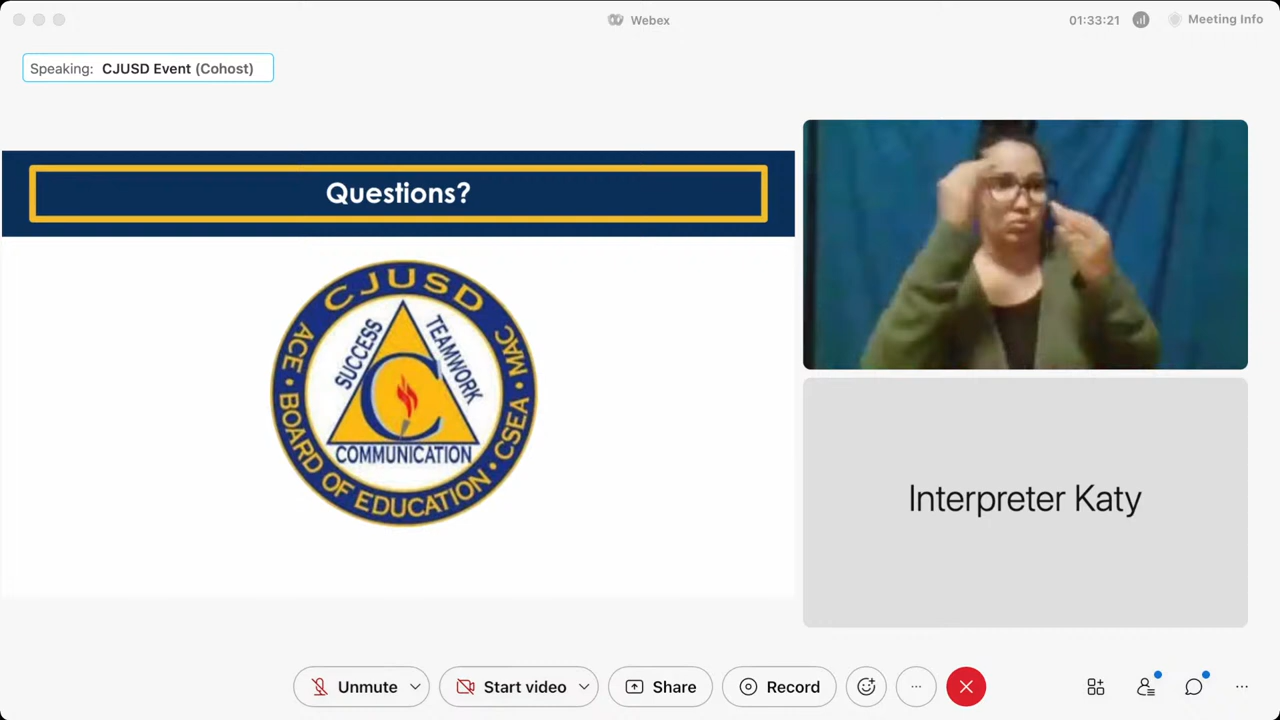 Webex
01:33:21
Meeting Info
Speaking: CJUSD Event (Cohost)
Questions?
CJUSD
ACE • BOARD OF EDUCATION • CSEA • MAC
SUCCESS
TEAMWORK
C
COMMUNICATION
Interpreter Katy
Unmute
Start video
Share
Record